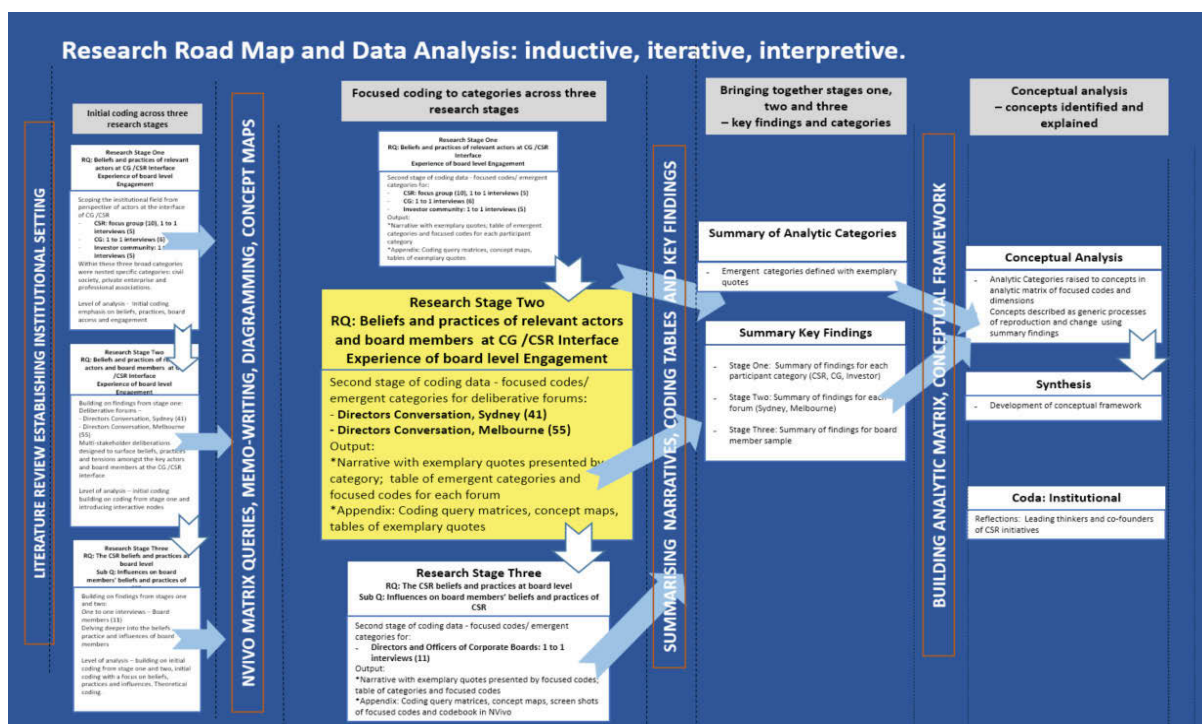 Research Road Map and Data Analysis: inductive, iterative, interpretive.
LITERATURE REVIEW ESTABLISHING INSTITUTIONAL SETTING
Initial coding across three
research stages
Research Stage One
RQ: Beliefs and practices of relevant
actors at CG /CSR Interface
Experience of board level
Engagement
Scoping the institutional field from
perspective of actors at the interface
of CG /CSR
- CSR: focus group (10), 1 to 1
interviews (5)
- CG: 1 to 1 interviews (6)
- Investor community: 1
interviews (5)
Within these three broad categories
were nested specific categories: civil
society, private enterprise and
professional associations.
Level of analysis - Initial coding
emphasis on beliefs, practices, board
access and engagement
Research Stage Two
RQ: Beliefs and practices of
actors and board members
/CSR Interface
Experience of board level
Engagement
Building on findings from stage one:
Deliberative forums –
- Directors Conversation, Sydney (41)
- Directors Conversation, Melbourne
(55)
Multi-stakeholder deliberations
designed to surface beliefs, practices
and tensions amongst the key actors
and board members at the CG /CSR
interface
Level of analysis – initial coding
building on coding from stage one and
introducing interactive nodes
Research Stage Three
RQ: The CSR beliefs and practices at
board level
Sub Q: Influences on board
members' beliefs and practices of
Building on findings from stages one
and two:
One to one interviews – Board
members (11)
Delving deeper into the beliefs
practice and influences of board
members
Level of analysis – building on initial
coding from stage one and two, initial
coding with a focus on beliefs,
practices and influences. Theoretical
coding.
NVIVO MATRIX QUERIES, MEMO-WRITING, DIAGRAMMING, CONCEPT MAPS
Focused coding to categories across three
research stages
Research Stage One
RQ: Beliefs and practices of relevant actors at CG /CSR
Interface
Experience of board level Engagement
Second stage of coding data - focused codes/ emergent
categories for:
- CSR: focus group (10), 1 to 1 interviews (5)
- CG: 1 to 1 interviews (6)
- Investor community: 1 to 1 interviews (5)
Output:
*Narrative with exemplary quotes; table of emergent
categories and focused codes for each participant
category
*Appendix: Coding query matrices, concept maps,
tables of exemplary quotes
Research Stage Two
RQ: Beliefs and practices of relevant actors
and board members at CG /CSR Interface
Experience of board level Engagement
Second stage of coding data - focused codes/
emergent categories for deliberative forums:
- Directors Conversation, Sydney (41)
- Directors Conversation, Melbourne (55)
Output:
*Narrative with exemplary quotes presented by
category; table of emergent categories and
focused codes for each forum
*Appendix: Coding query matrices, concept maps,
tables of exemplary quotes
Research Stage Three
RQ: The CSR beliefs and practices at board level
Sub Q: Influences on board members' beliefs and practices of
CSR
Second stage of coding data - focused codes/ emergent
categories for:
- Directors and Officers of Corporate Boards: 1 to 1
interviews (11)
Output:
*Narrative with exemplary quotes presented by focused codes;
table of categories and focused codes
*Appendix: Coding query matrices, concept maps, screen shots
of focused codes and codebook in NVivo
SUMMARISING NARRATIVES, CODING TABLES AND KEY FINDINGS
Bringing together stages one,
two and three
– key findings and categories
Summary of Analytic Categories
- Emergent categories defined with exemplary
quotes
Summary Key Findings
- Stage One: Summary of findings for each
participant category (CSR, CG, Investor)
- Stage Two: Summary of findings for each
forum (Sydney, Melbourne)
- Stage Three: Summary of findings for board
member sample
BUILDING ANALYTIC MATRIX, CONCEPTUAL FRAMEWORK
Conceptual analysis
– concepts identified and
explained
Conceptual Analysis
- Analytic Categories raised to concepts in
analytic matrix of focused codes and
dimensions
Concepts described as generic processes
of reproduction and change using
summary findings
Synthesis
- Development of conceptual framework
Coda: Institutional
Reflections: Leading thinkers and co-founders
of CSR initiatives